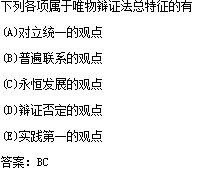 下列各项属于唯物辩证法总特征的有
(A)对立统一的观点
(B)普遍联系的观点
(C)永恒发展的观点
(D)辩证否定的观点
(E)实践第一的观点
答案：BC